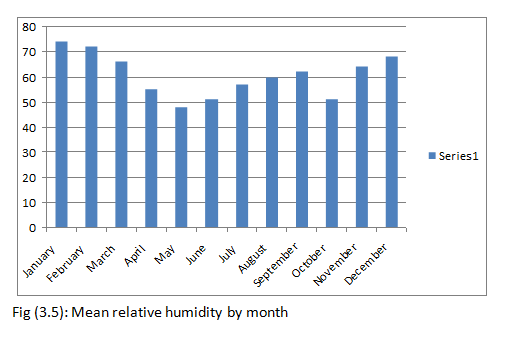 80
70
60
50
40
30
20
10
0
January
February
March
April
May
June
July
August
September
October
November
December
Series1
Fig (3.5): Mean relative humidity by month